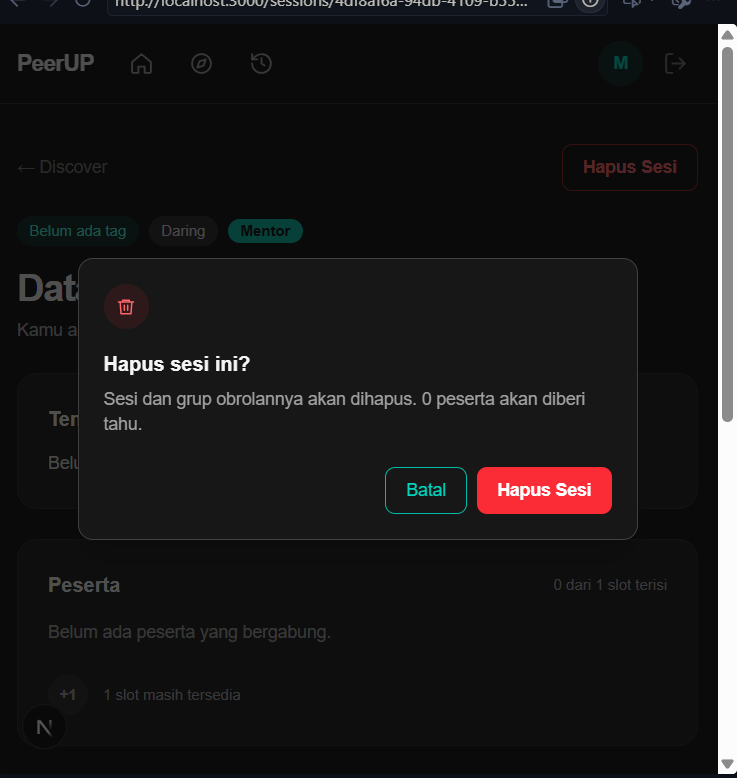 PeerUP
M
← Discover
Hapus Sesi
Belum ada tag
Daring
Mentor
Kamu a
Hapus sesi ini?
Sesi dan grup obrolannya akan dihapus. 0 peserta akan diberi
tahu.
Batal
Hapus Sesi
Peserta
0 dari 1 slot terisi
Belum ada peserta yang bergabung.
+1
1 slot masih tersedia
N